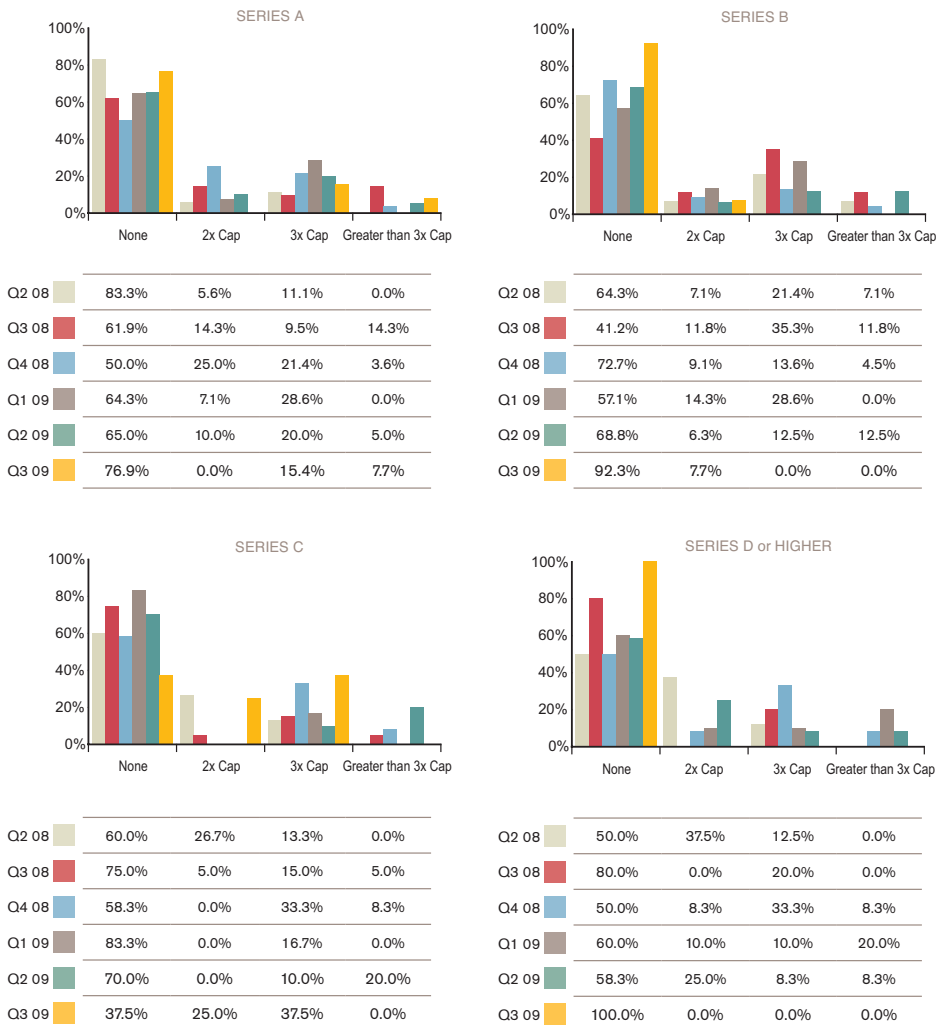 SERIES A
100%
80%
60%
40%
20%
0%
None 2x Cap 3x Cap Greater than 3x Cap
Q2 08 83.3% 5.6% 11.1% 0.0%
Q3 08 61.9% 14.3% 9.5% 14.3%
Q4 08 50.0% 25.0% 21.4% 3.6%
Q1 09 64.3% 7.1% 28.6% 0.0%
Q2 09 65.0% 10.0% 20.0% 5.0%
Q3 09 76.9% 0.0% 15.4% 7.7%
SERIES B
100%
80%
60%
40%
20%
0%
None 2x Cap 3x Cap Greater than 3x Cap
Q2 08 64.3% 7.1% 21.4% 7.1%
Q3 08 41.2% 11.8% 35.3% 11.8%
Q4 08 72.7% 9.1% 13.6% 4.5%
Q1 09 57.1% 14.3% 28.6% 0.0%
Q2 09 68.8% 6.3% 12.5% 12.5%
Q3 09 92.3% 7.7% 0.0% 0.0%
SERIES C
100%
80%
60%
40%
20%
0%
None 2x Cap 3x Cap Greater than 3x Cap
Q2 08 60.0% 26.7% 13.3% 0.0%
Q3 08 75.0% 5.0% 15.0% 5.0%
Q4 08 58.3% 0.0% 33.3% 8.3%
Q1 09 83.3% 0.0% 16.7% 0.0%
Q2 09 70.0% 0.0% 10.0% 20.0%
Q3 09 37.5% 25.0% 37.5% 0.0%
SERIES D or HIGHER
100%
80%
60%
40%
20%
0%
None 2x Cap 3x Cap Greater than 3x Cap
Q2 08 50.0% 37.5% 12.5% 0.0%
Q3 08 80.0% 0.0% 20.0% 0.0%
Q4 08 50.0% 8.3% 33.3% 8.3%
Q1 09 60.0% 10.0% 10.0% 20.0%
Q2 09 58.3% 25.0% 8.3% 8.3%
Q3 09 100.0% 0.0% 0.0% 0.0%